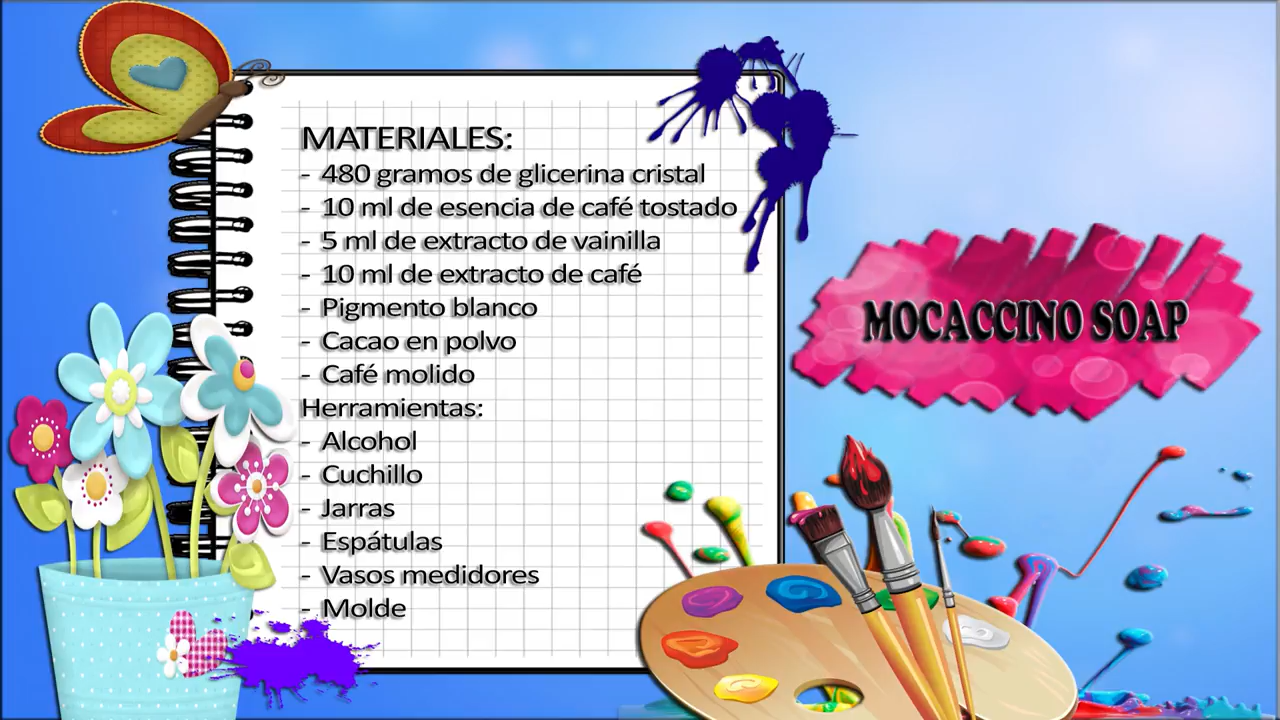 MATERIALES:
- 480 gramos de glicerina cristal
- 10 ml de esencia de café tostado
- 5 ml de extracto de vainilla
- 10 ml de extracto de café
- Pigmento blanco
- Cacao en polvo
- Café molido
Herramientas:
- Alcohol
- Cuchillo
- Jarras
- Espátulas
- Vasos medidores
- Molde
MOCACCINO SOAP